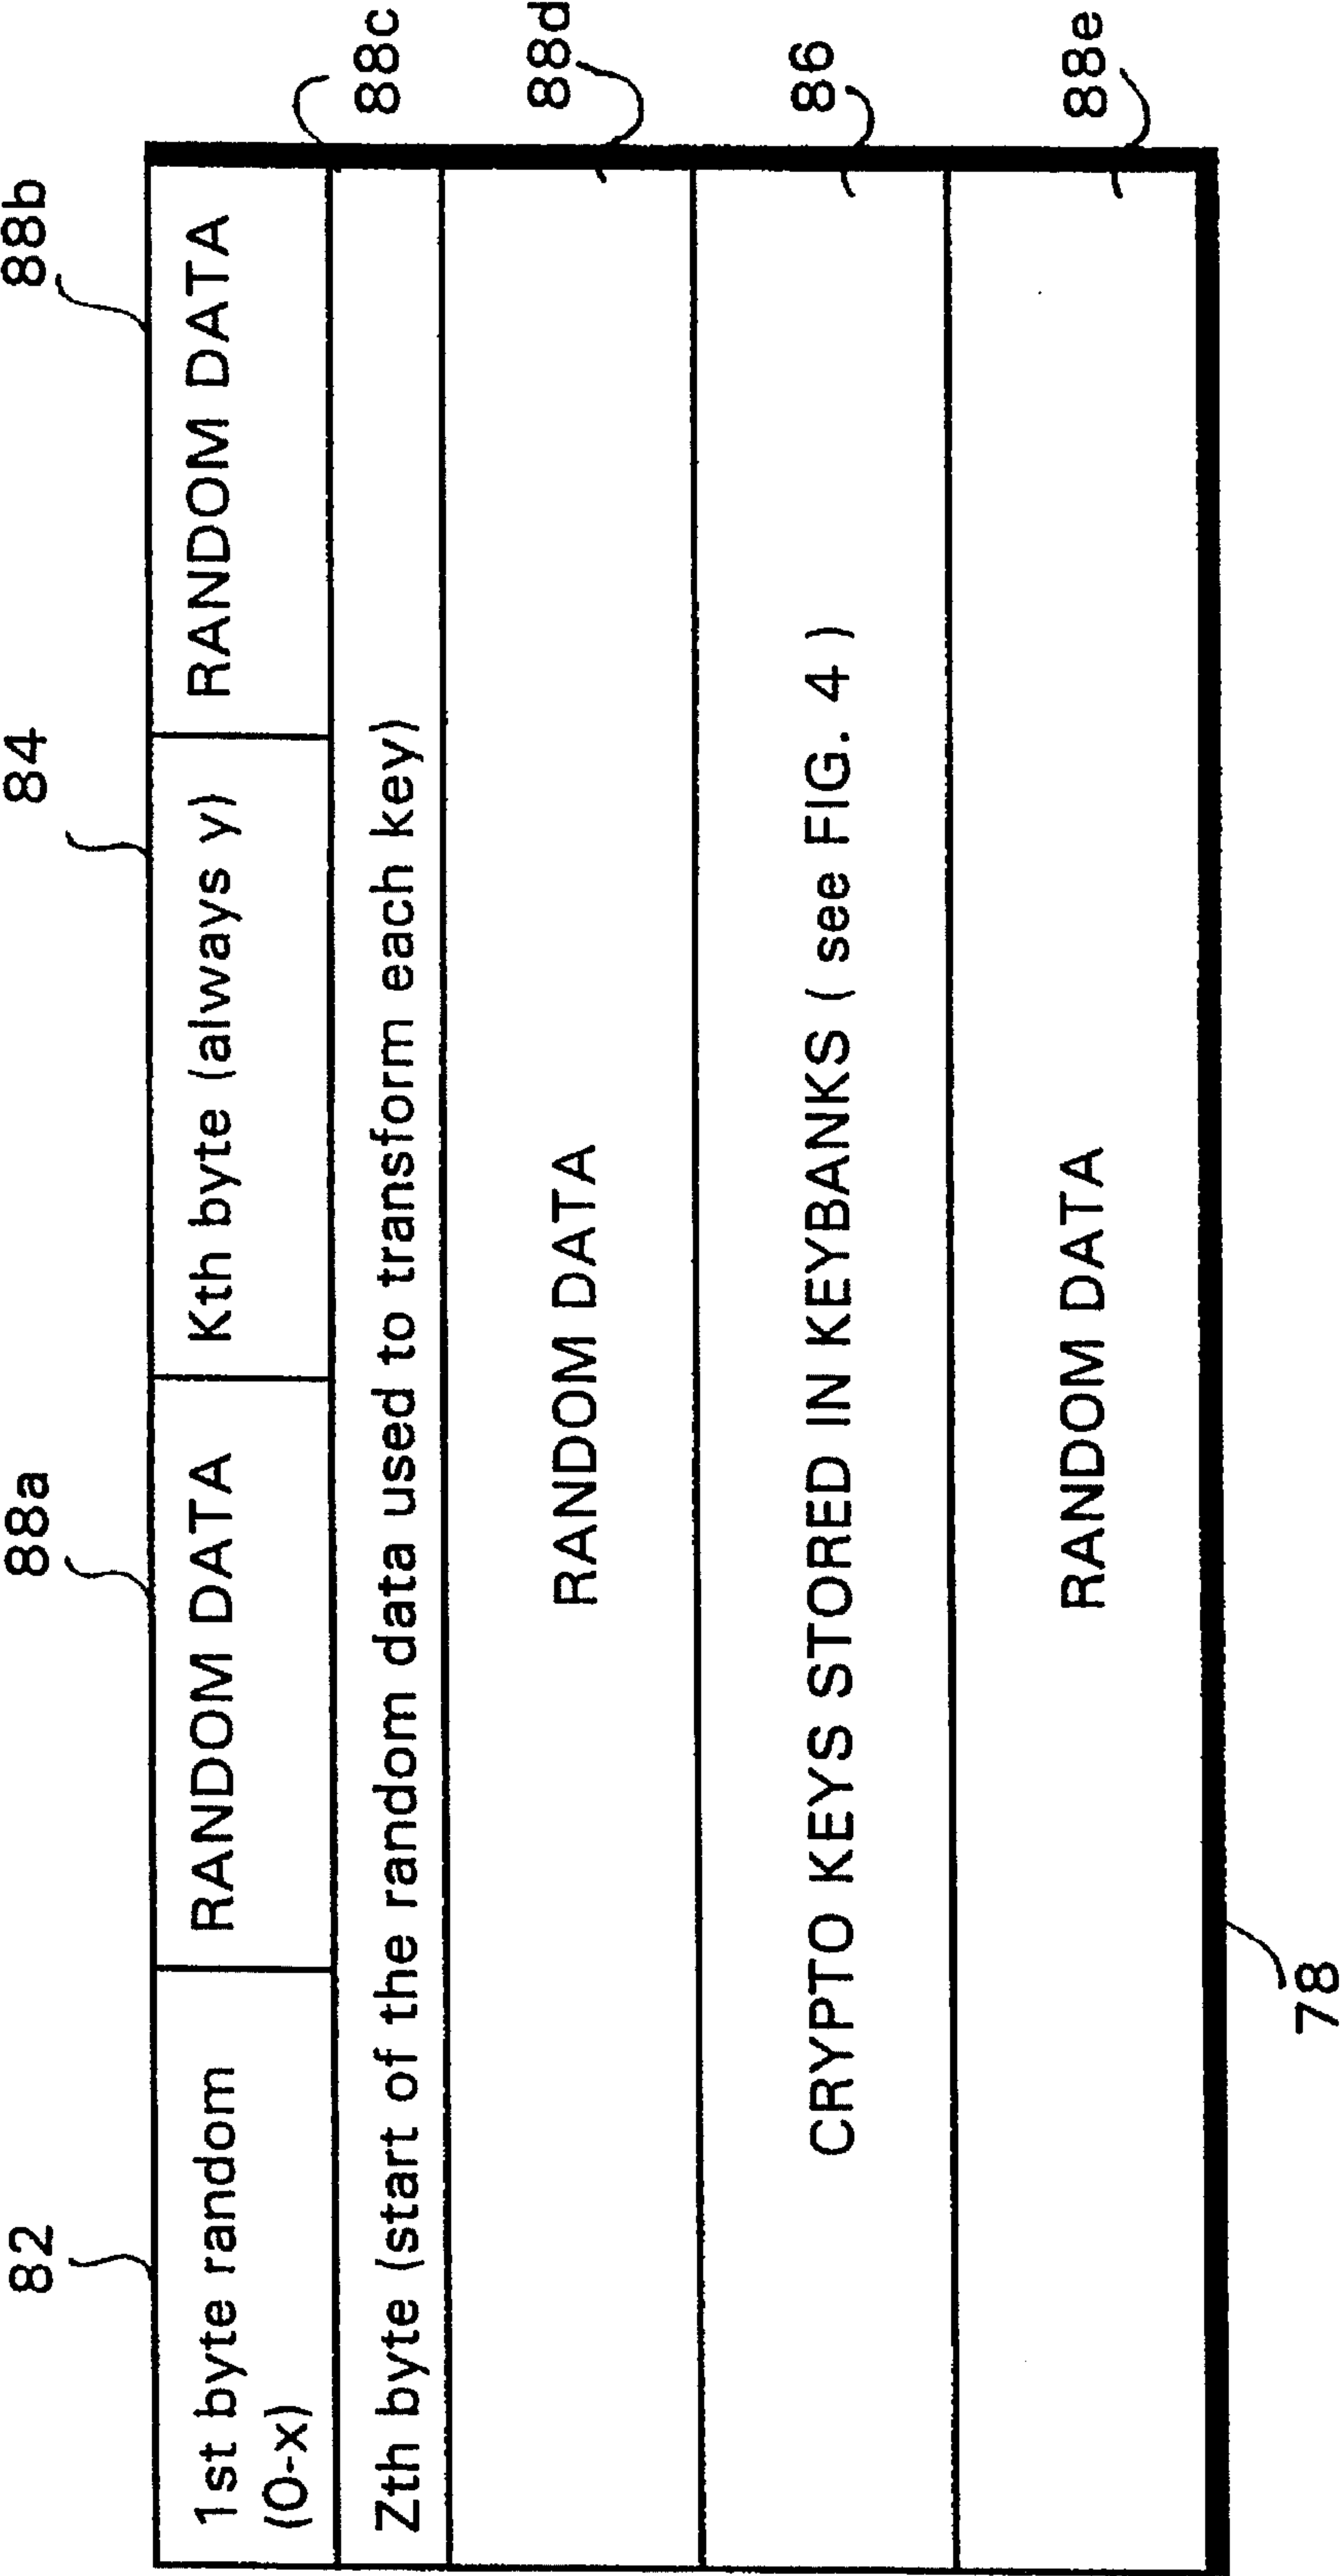 82
88a
84
88b
1st byte random
(0-x)
RANDOM DATA
Kth byte (always y)
RANDOM DATA
88c
Zth byte (start of the random data used to transform each key)
RANDOM DATA
88d
CRYPTO KEYS STORED IN KEYBANKS ( see FIG. 4 )
86
RANDOM DATA
88e
78